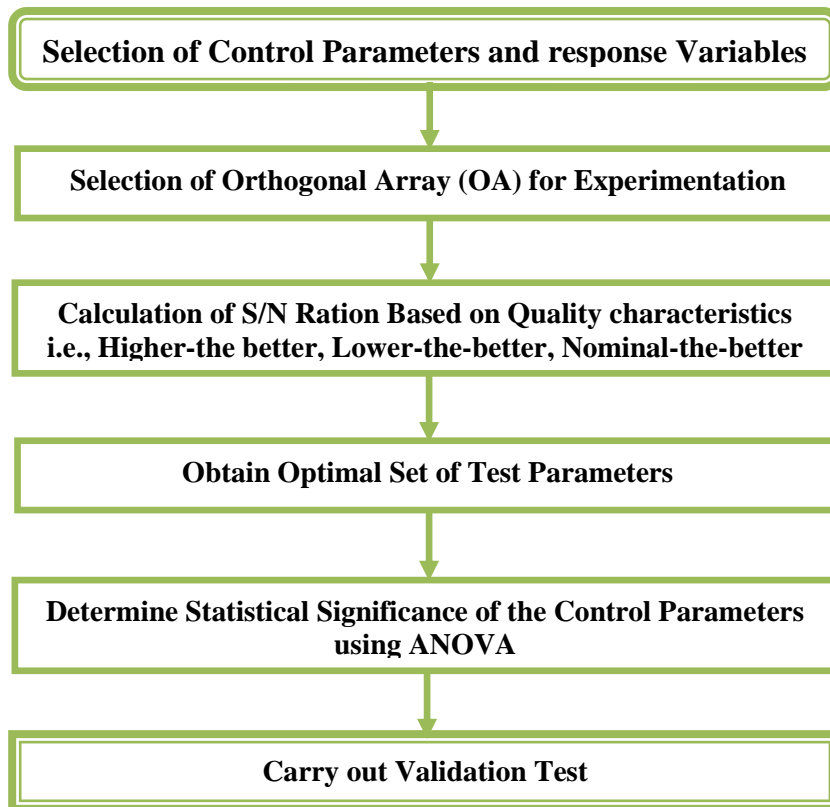 Selection of Control Parameters and response Variables
Selection of Orthogonal Array (OA) for Experimentation
Calculation of S/N Ration Based on Quality characteristics
i.e., Higher-the better, Lower-the-better, Nominal-the-better
Obtain Optimal Set of Test Parameters
Determine Statistical Significance of the Control Parameters
using ANOVA
Carry out Validation Test